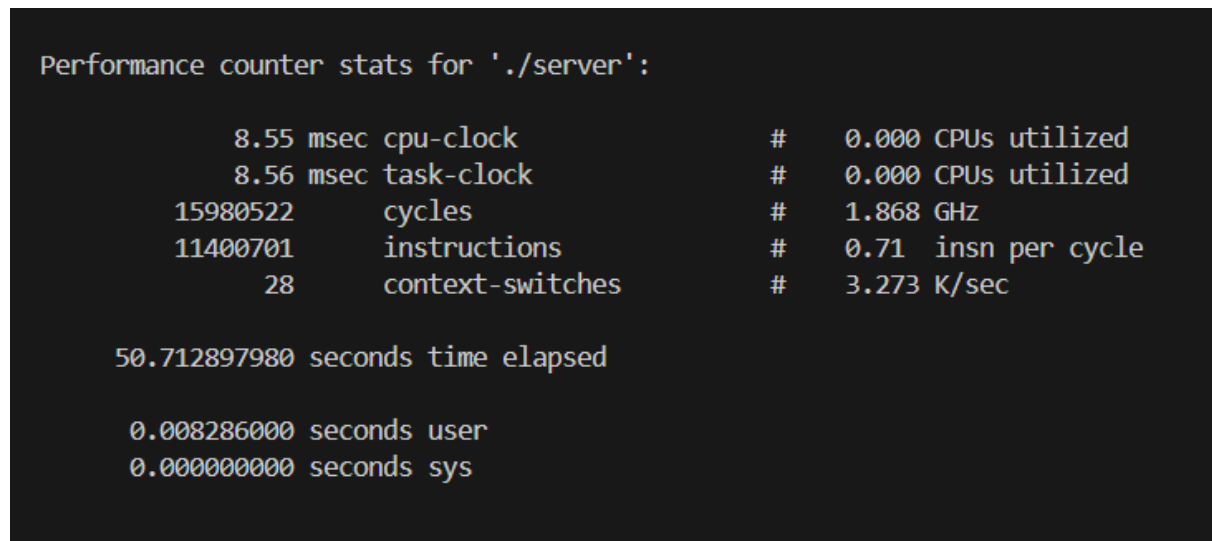 Performance counter stats for './server':
8.55 msec cpu-clock # 0.000 CPUs utilized
8.56 msec task-clock # 0.000 CPUs utilized
15980522 cycles # 1.868 GHz
11400701 instructions # 0.71 insn per cycle
28 context-switches # 3.273 K/sec
50.712897980 seconds time elapsed
0.008286000 seconds user
0.000000000 seconds sys